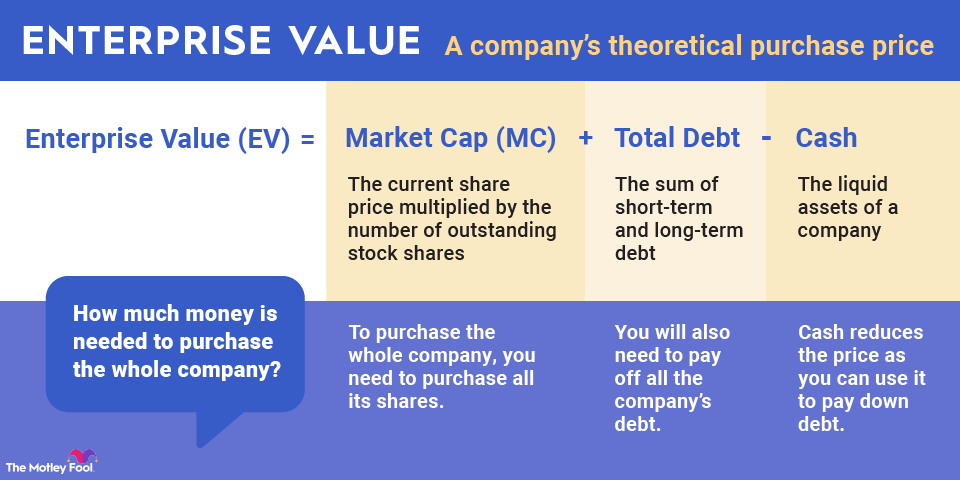 ENTERPRISE VALUE A company's theoretical purchase price
Enterprise Value (EV) = Market Cap (MC) + Total Debt - Cash
The current share
price multiplied by the
number of outstanding
stock shares
The sum of
short-term
and long-term
debt
The liquid
assets of a
company
How much money is
needed to purchase
the whole company?
To purchase the
whole company, you
need to purchase all
its shares.
You will also
need to pay
off all the
company's
debt.
Cash reduces
the price as
you can use it
to pay down
debt.
The Motley Fool